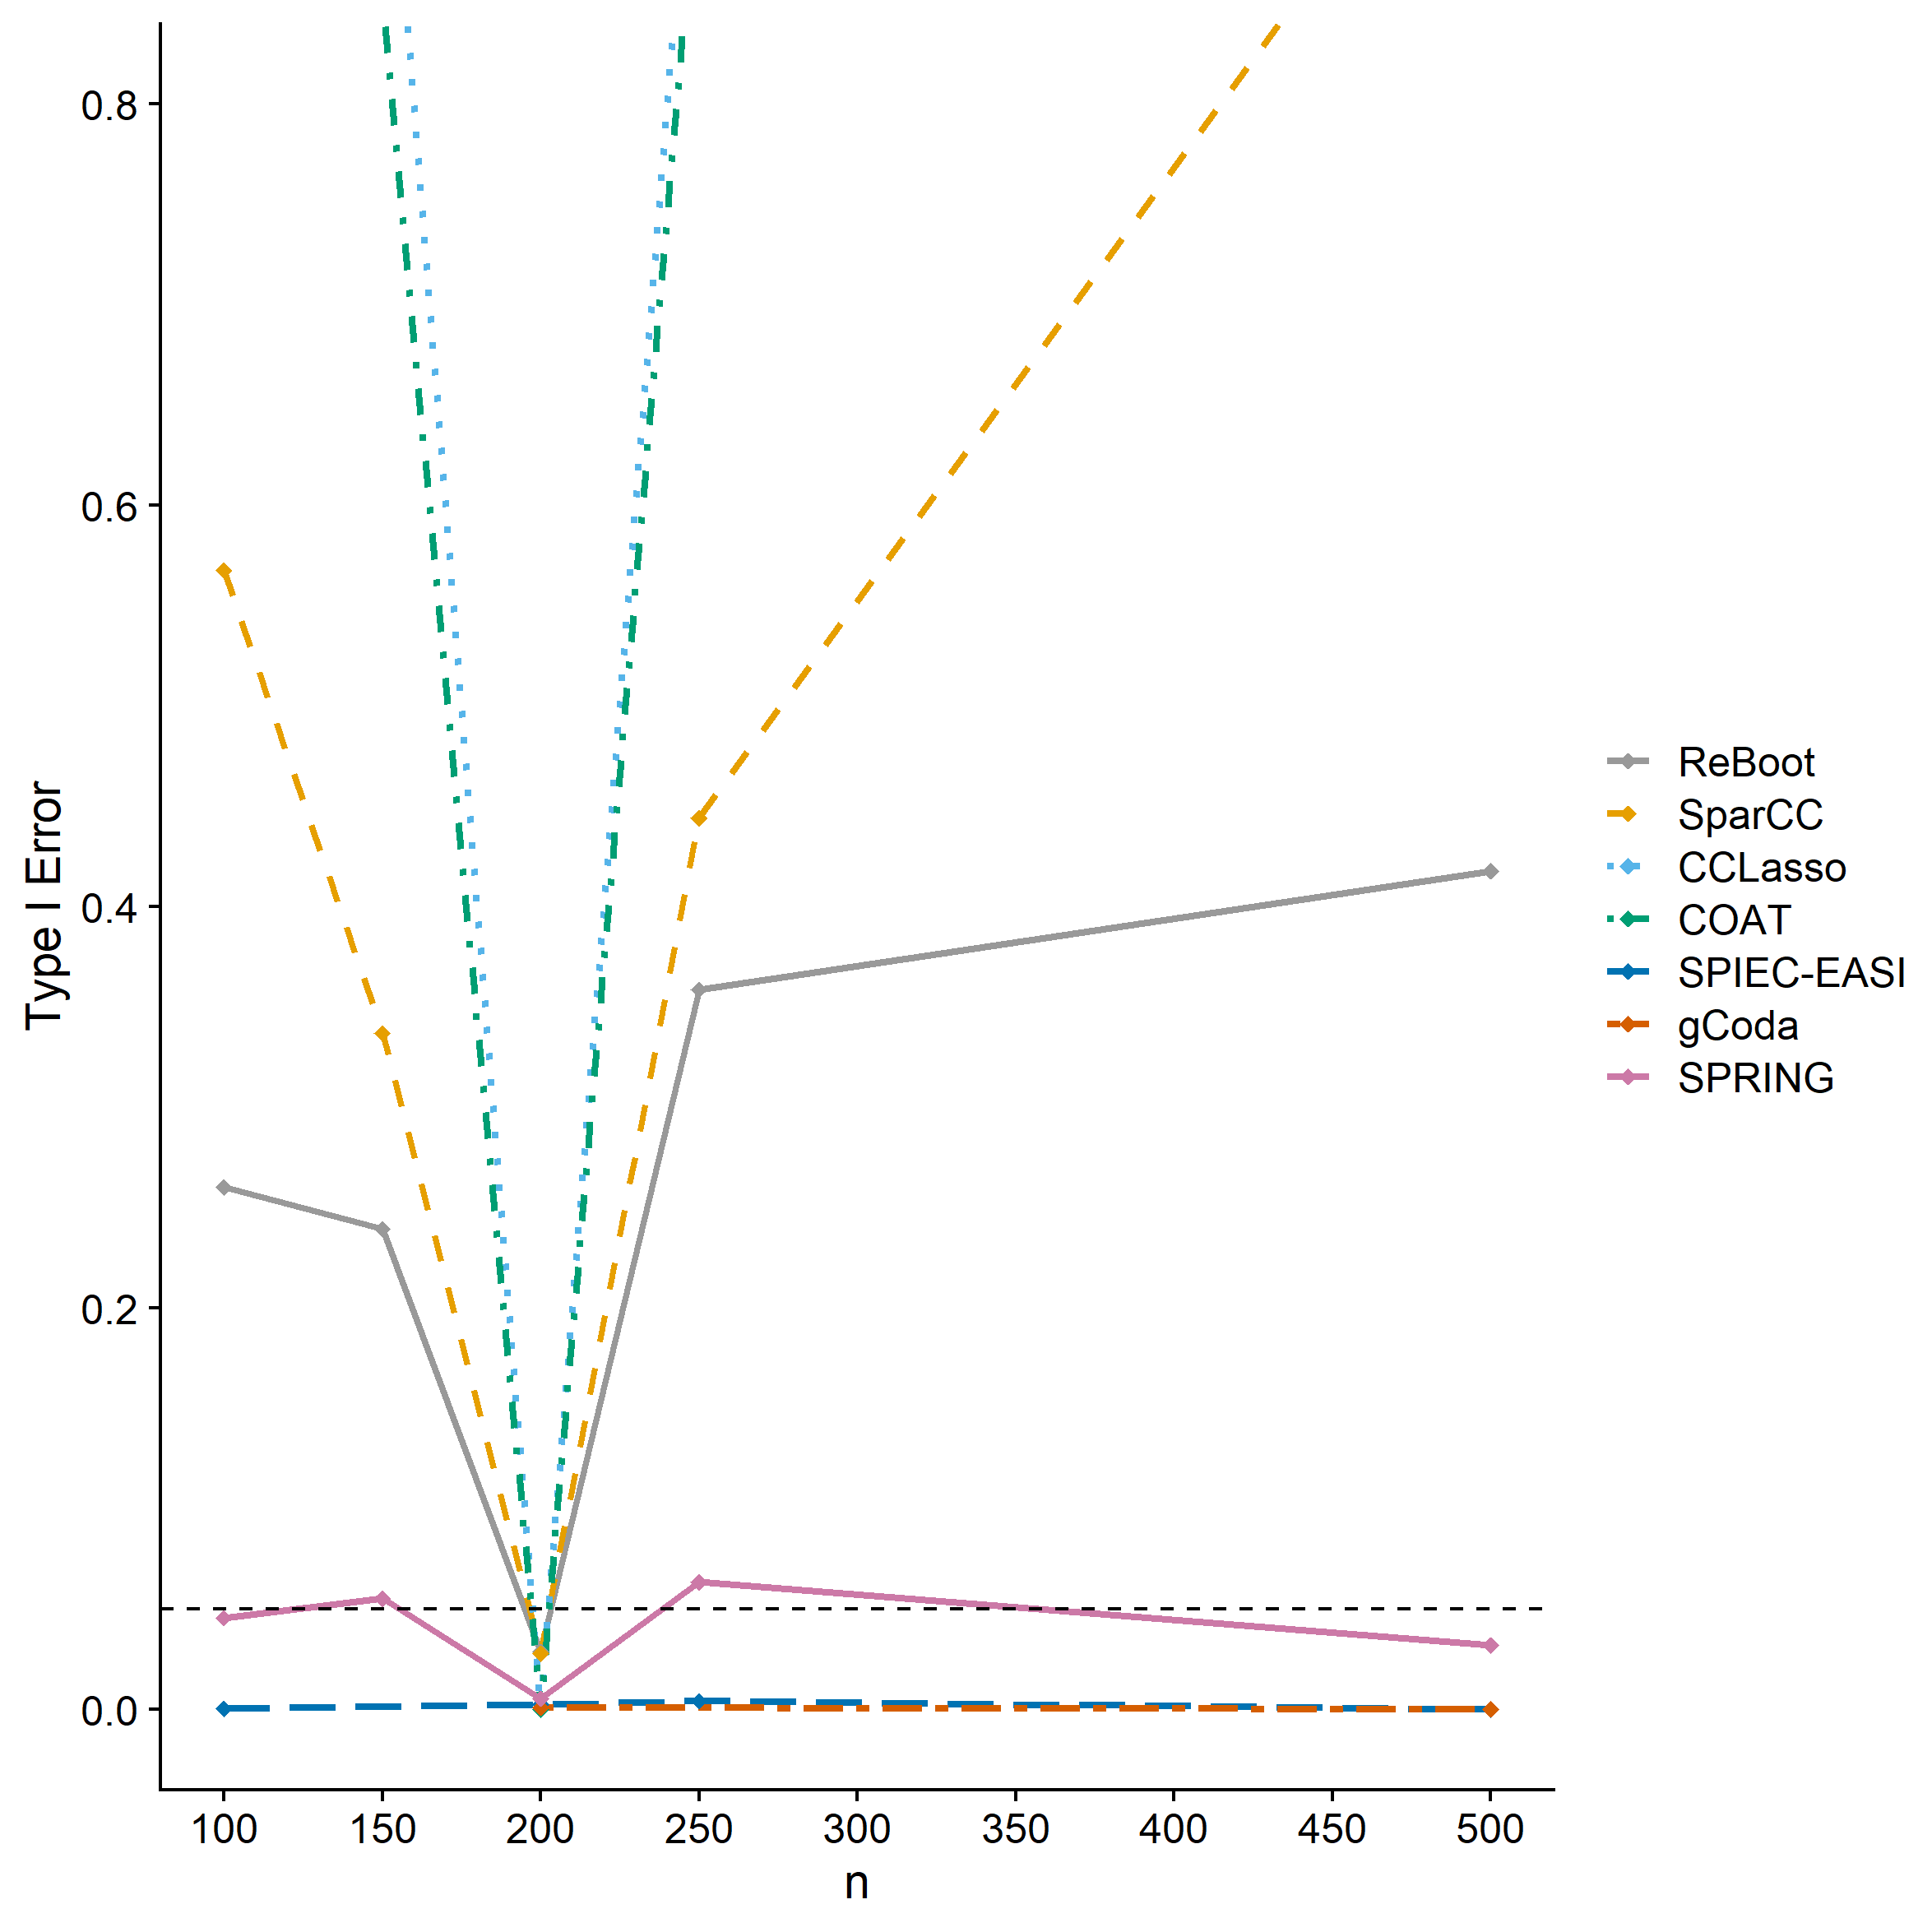 0.8
0.6
0.4
0.2
0.0
Type I Error
100 150 200 250 300 350 400 450 500
n
ReBoot
SparCC
CCLasso
COAT
SPIEC-EASI
gCoda
SPRING